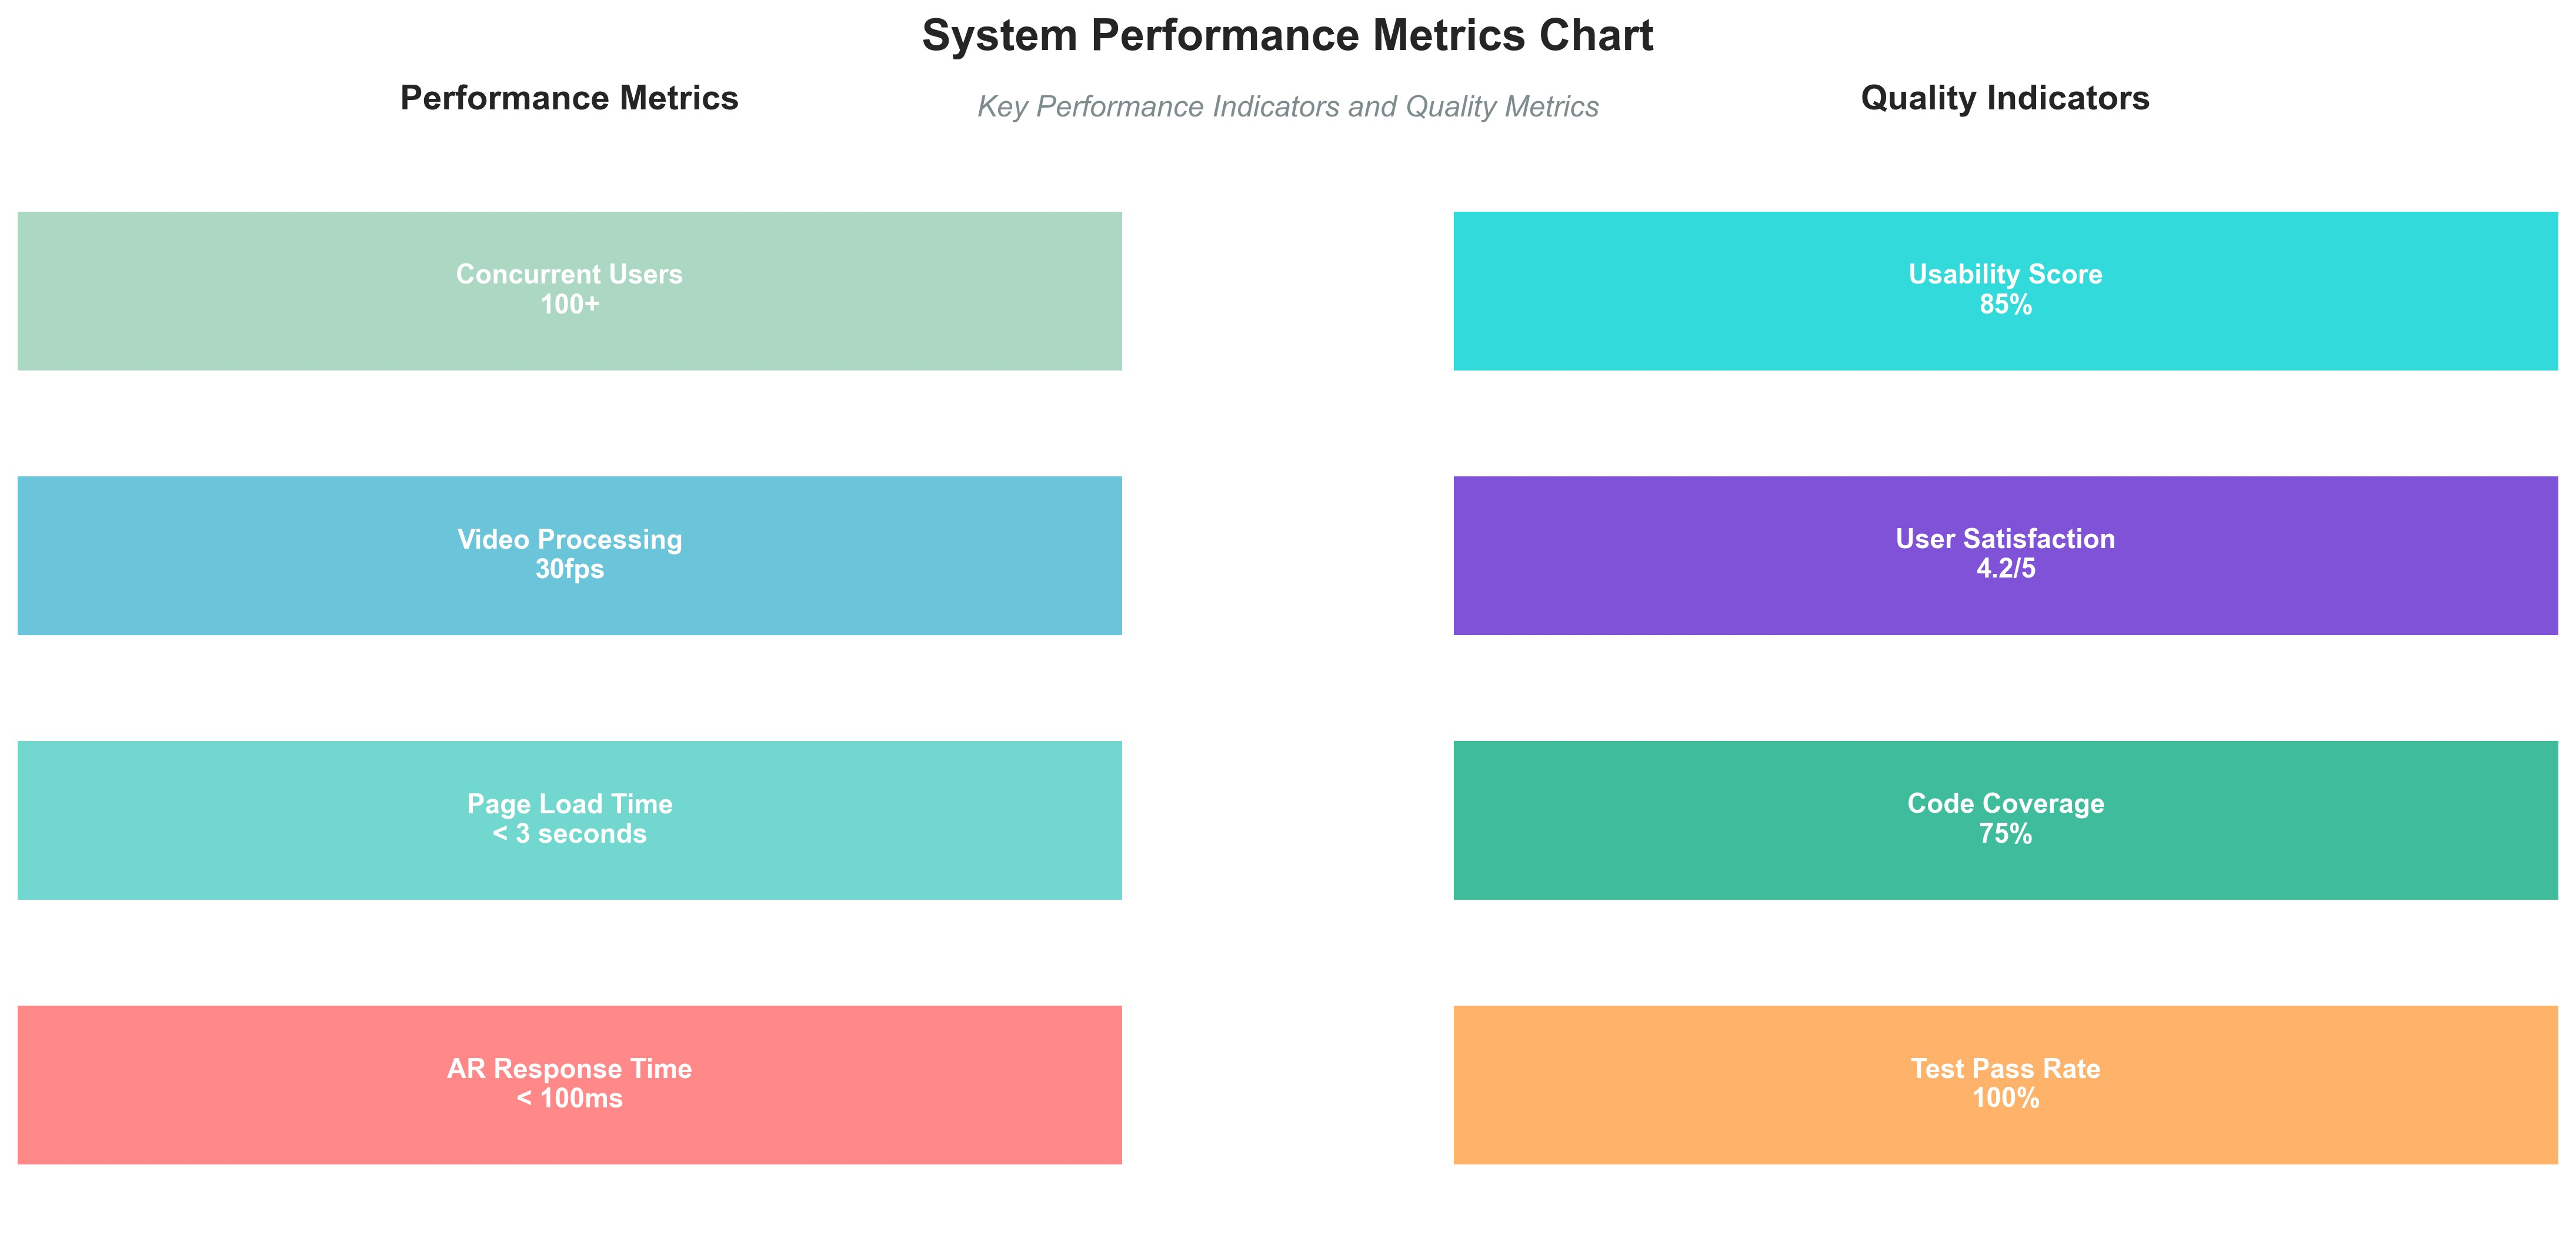 System Performance Metrics Chart
Key Performance Indicators and Quality Metrics
Performance Metrics
Concurrent Users
100+
Video Processing
30fps
Page Load Time
< 3 seconds
AR Response Time
< 100ms
Quality Indicators
Usability Score
85%
User Satisfaction
4.2/5
Code Coverage
75%
Test Pass Rate
100%